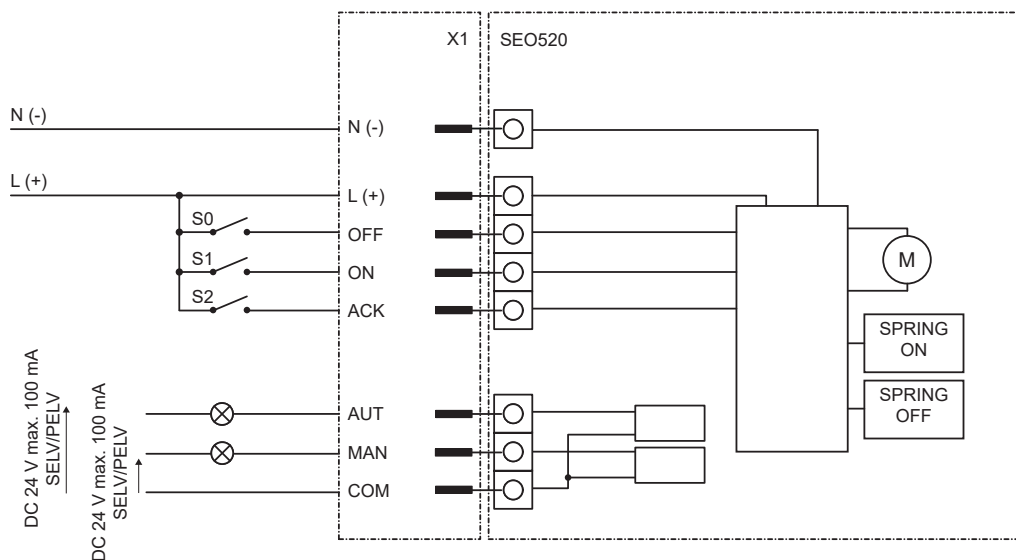 X1
SEO520
N (-)
N (-)
L (+)
L (+)
S0
OFF
S1
ON
S2
ACK
M
SPRING
ON
SPRING
OFF
AUT
MAN
COM
DC 24 V max. 100 mA
SELV/PELV
DC 24 V max. 100 mA
SELV/PELV